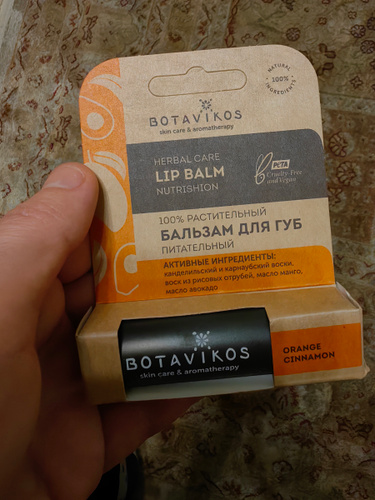 BOTAVIKOS
skin care & aromatherapy
NATURAL
100%
INGREDIENTS
HERBAL CARE
LIP BALM
NUTRISHION
PETA
Cruelty-Free
and Vegan
100% РАСТИТЕЛЬНЫЙ
БАЛЬЗАМ ДЛЯ ГУБ
ПИТАТЕЛЬНЫЙ
АКТИВНЫЕ ИНГРЕДИЕНТЫ:
канделильский и карнаубский воски,
воск из рисовых отрубей, масло манго,
масло авокадо
BOTAVIKOS
skin care & aromatherapy
ORANGE
CINNAMON